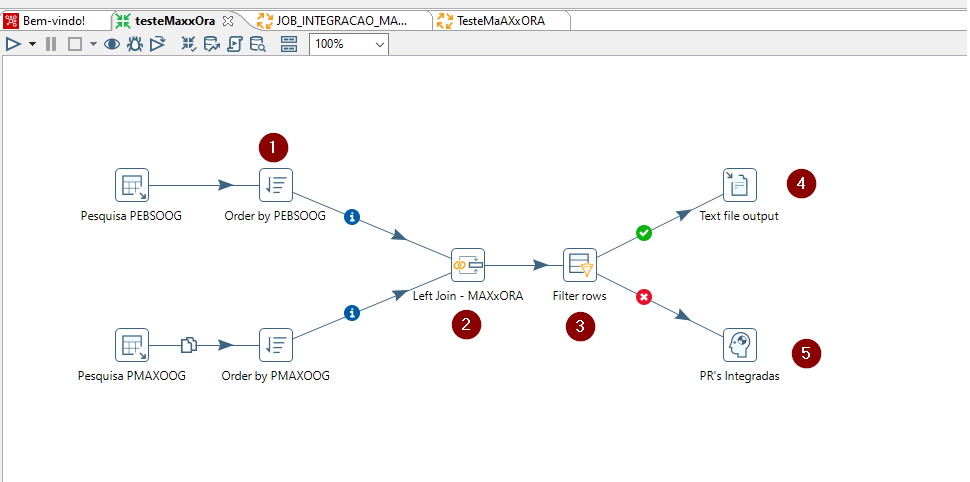 Bem-vindo!
testeMaxxOra
JOB_INTEGRACAO_MA...
TesteMaAXxORA
100%
1
Pesquisa PEBSOOG
Order by PEBSOOG
4
Text file output
Left Join - MAXxORA
Filter rows
2
3
Pesquisa PMAXOOG
Order by PMAXOOG
5
PR's Integradas